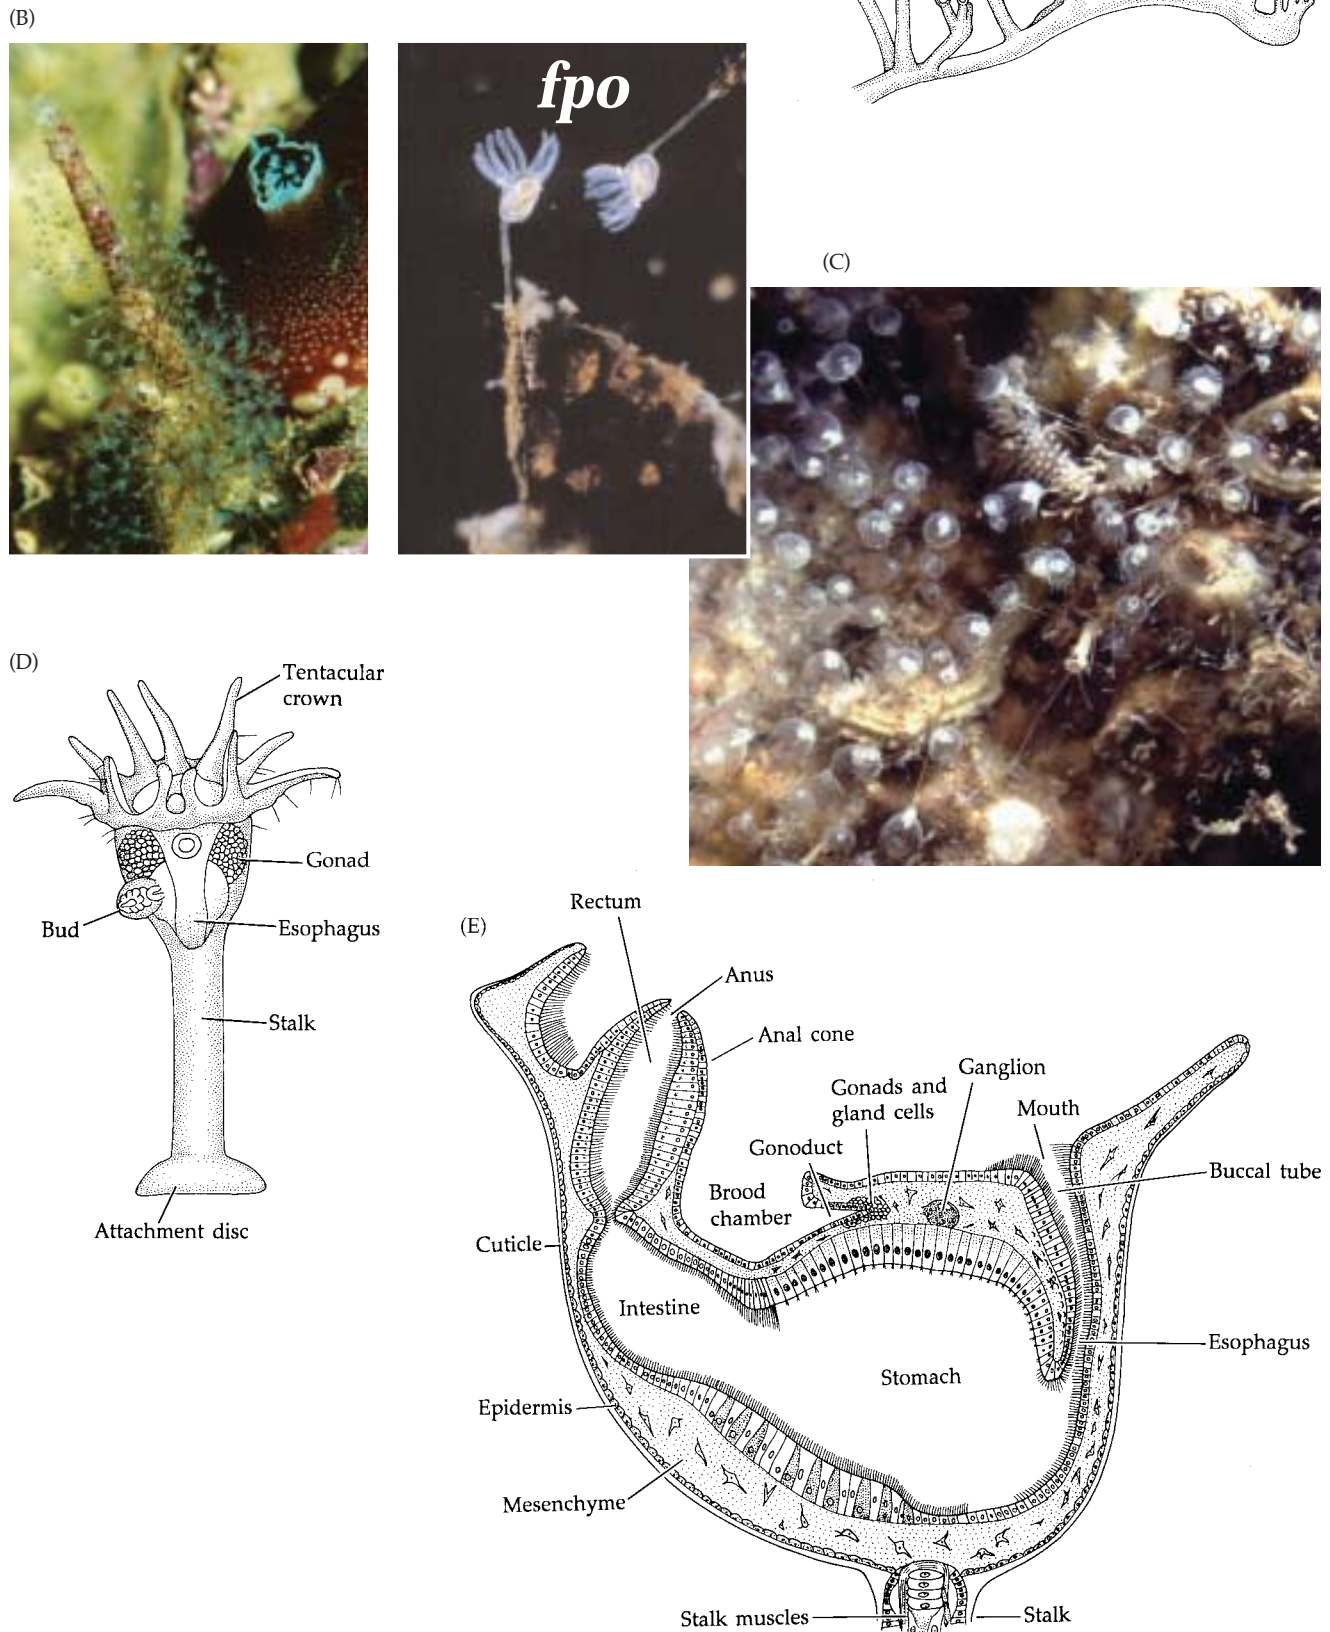 (B)
fpo
(C)
(D)
Tentacular
crown
Gonad
Bud
Esophagus
Stalk
Attachment disc
(E)
Rectum
Anus
Anal cone
Ganglion
Gonads and
gland cells
Mouth
Gonoduct
Buccal tube
Brood
chamber
Cuticle
Intestine
Esophagus
Stomach
Epidermis
Mesenchyme
Stalk muscles
Stalk